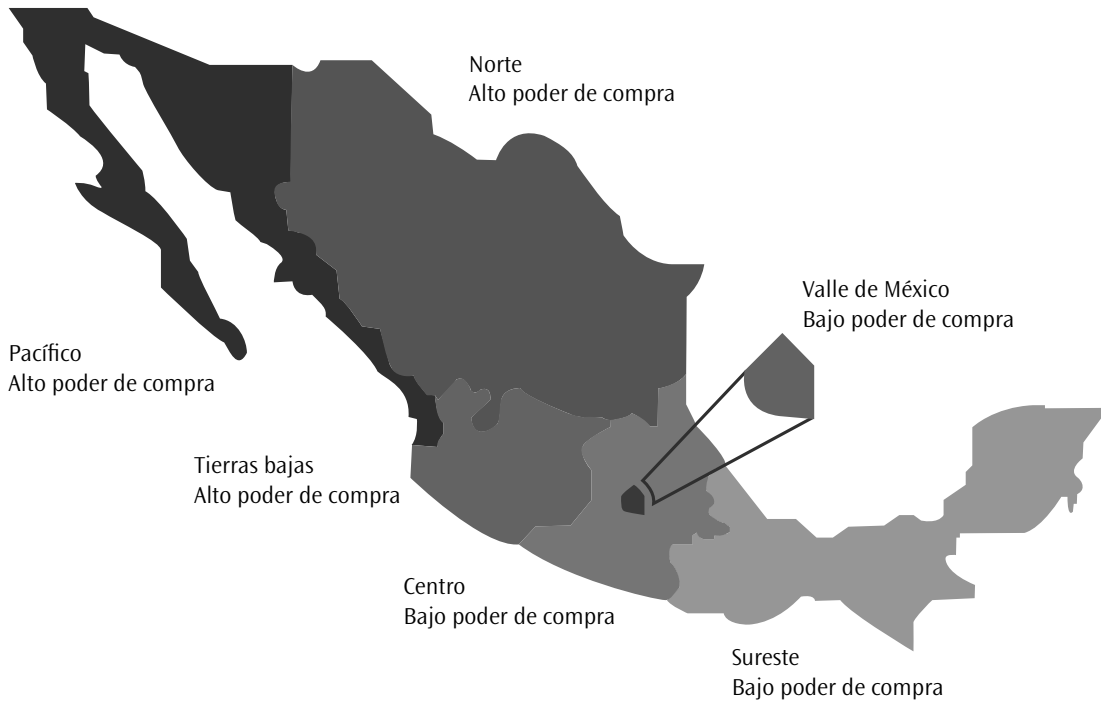 Norte
Alto poder de compra
Valle de México
Bajo poder de compra
Pacífico
Alto poder de compra
Tierras bajas
Alto poder de compra
Centro
Bajo poder de compra
Sureste
Bajo poder de compra